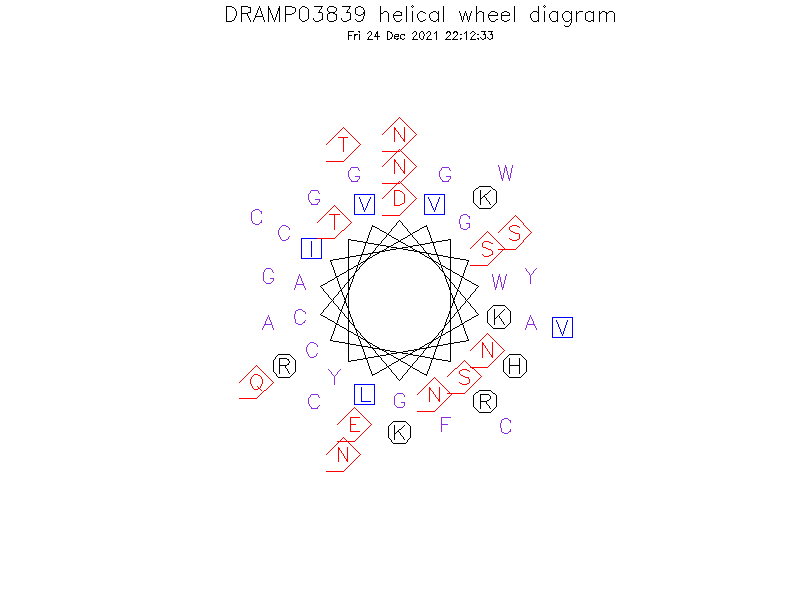 DRAMP03839 helical wheel diagram
Fri 24 Dec 2021 22:12:33
T N
N
G G W
V D V K
G T G
C C I S S
G A W Y
A C K A V
C N
Q R Y S H
C L G N R
E K F C
N